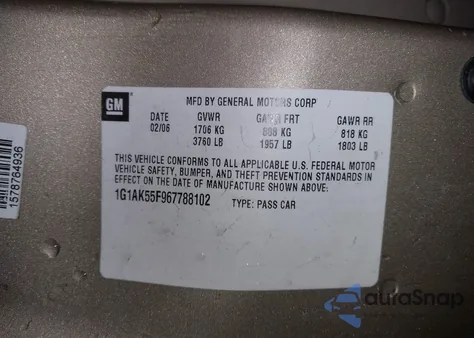 GM
MFD BY GENERAL MOTORS CORP
DATE GVWR GAWR FRT GAWR RR
02/06 1706 KG 888 KG 818 KG
3760 LB 1957 LB 1803 LB
THIS VEHICLE CONFORMS TO ALL APPLICABLE U.S. FEDERAL MOTOR
VEHICLE SAFETY, BUMPER, AND THEFT PREVENTION STANDARDS IN
EFFECT ON THE DATE OF MANUFACTURE SHOWN ABOVE:
1G1AK55F967788102 TYPE: PASS CAR
1578764936
auraSnap